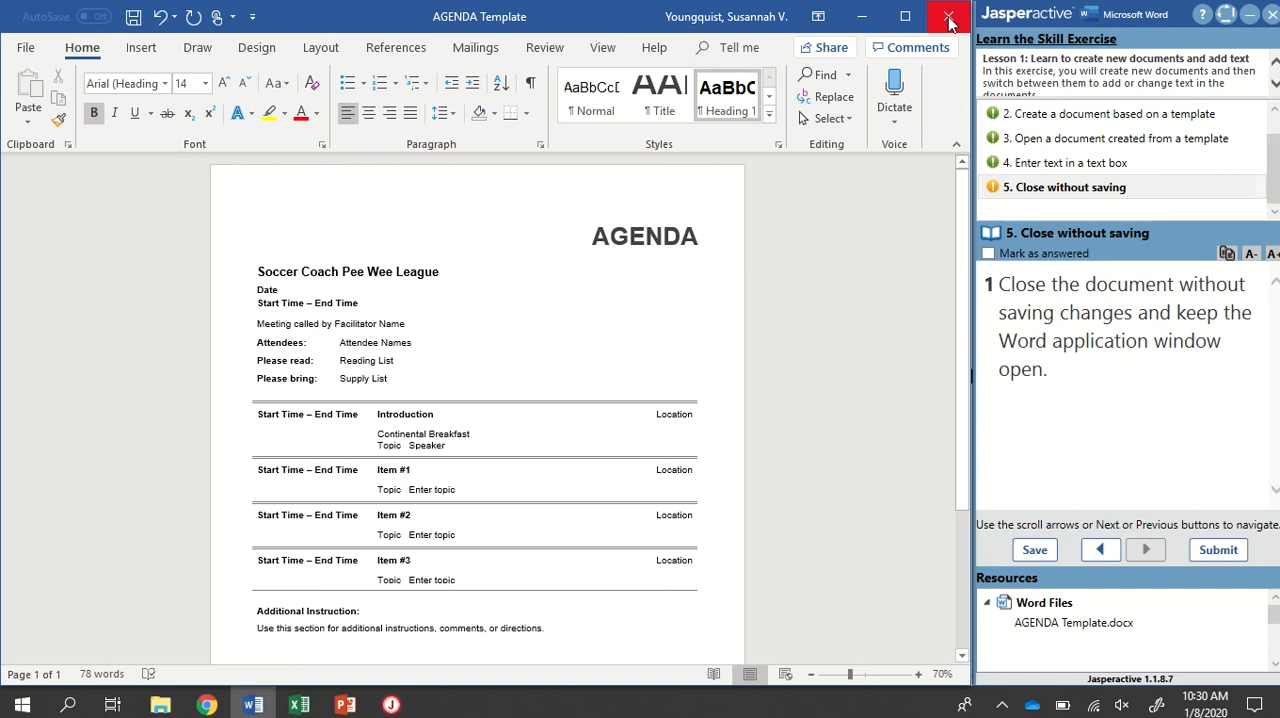 AutoSave Off AGENDA Template Youngquist, Susannah V.
File Home Insert Draw Design Layout References Mailings Review View Help Tell me Share Comments
Paste
Clipboard
Arial (Heading 14 Aa
B I U ab x₂ x² A A
Font
Paragraph
AaBbCcD AAI AaBbC
¶ Normal ¶ Title ¶ Heading 1
Styles
Find
Replace
Select
Editing
Dictate
Voice
AGENDA
Soccer Coach Pee Wee League
Date
Start Time – End Time
Meeting called by Facilitator Name
Attendees: Attendee Names
Please read: Reading List
Please bring: Supply List
Start Time – End Time Introduction Location
Continental Breakfast
Topic Speaker
Start Time – End Time Item #1 Location
Topic Enter topic
Start Time – End Time Item #2 Location
Topic Enter topic
Start Time – End Time Item #3 Location
Topic Enter topic
Additional Instruction:
Use this section for additional instructions, comments, or directions.
Page 1 of 1 78 words 70%
Jasperactive Microsoft Word
Learn the Skill Exercise
Lesson 1: Learn to create new documents and add text
In this exercise, you will create new documents and then
switch between them to add or change text in the
documents.
2. Create a document based on a template
3. Open a document created from a template
4. Enter text in a text box
5. Close without saving
5. Close without saving
Mark as answered A- A+
1 Close the document without
saving changes and keep the
Word application window
open.
Use the scroll arrows or Next or Previous buttons to navigate.
Save Submit
Resources
Word Files
AGENDA Template.docx
Jasperactive 1.1.8.7
10:30 AM
1/8/2020